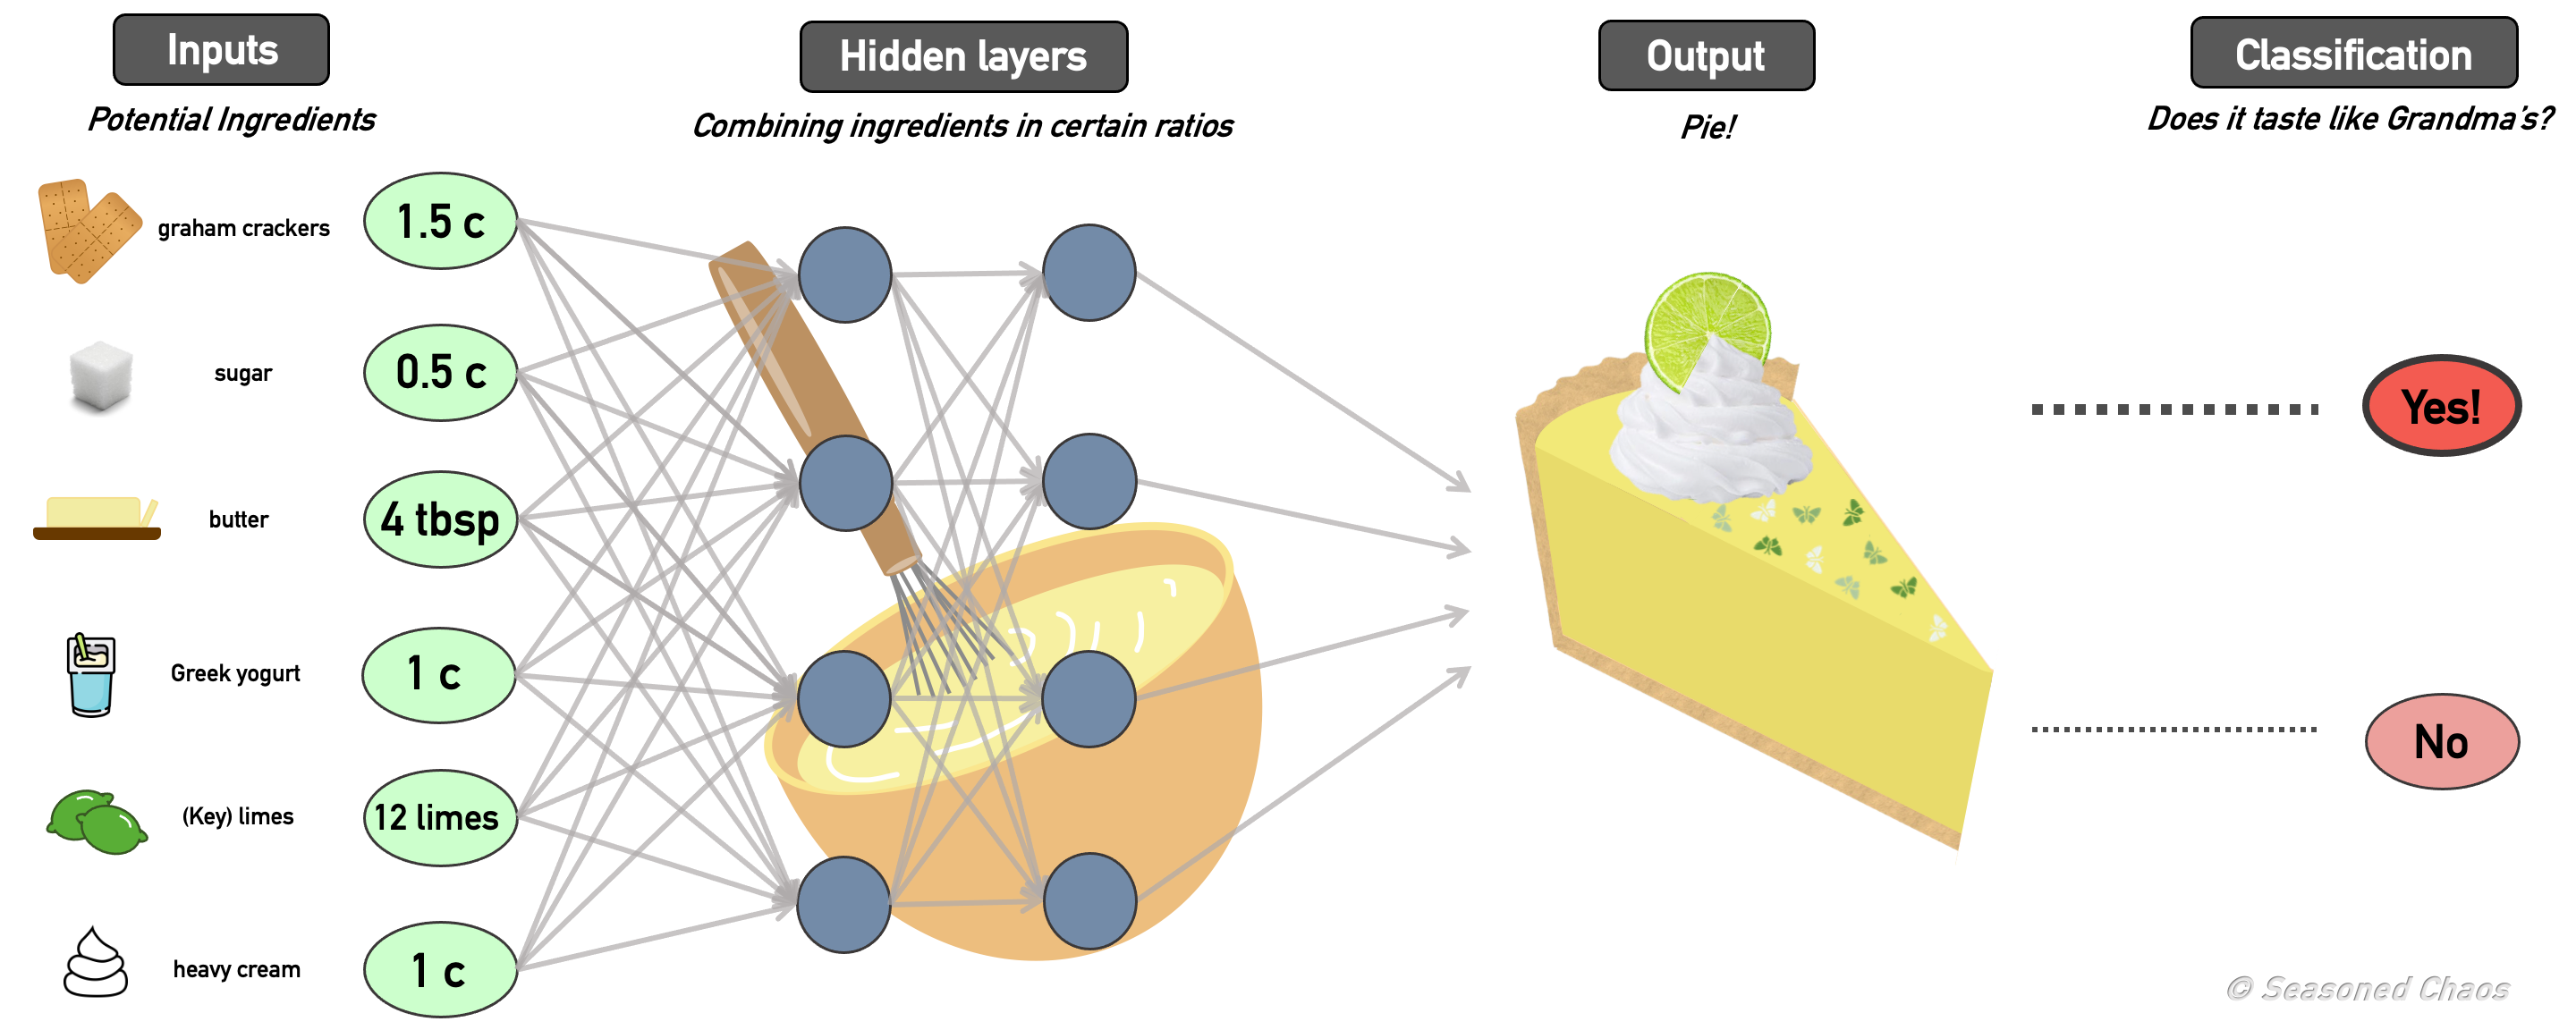 Inputs
Hidden layers
Output
Classification
Potential Ingredients
Combining ingredients in certain ratios
Pie!
Does it taste like Grandma's?
graham crackers
1.5 c
sugar
0.5 c
butter
4 tbsp
Greek yogurt
1 c
(Key) limes
12 limes
heavy cream
1 c
Yes!
No
© Seasoned Chaos